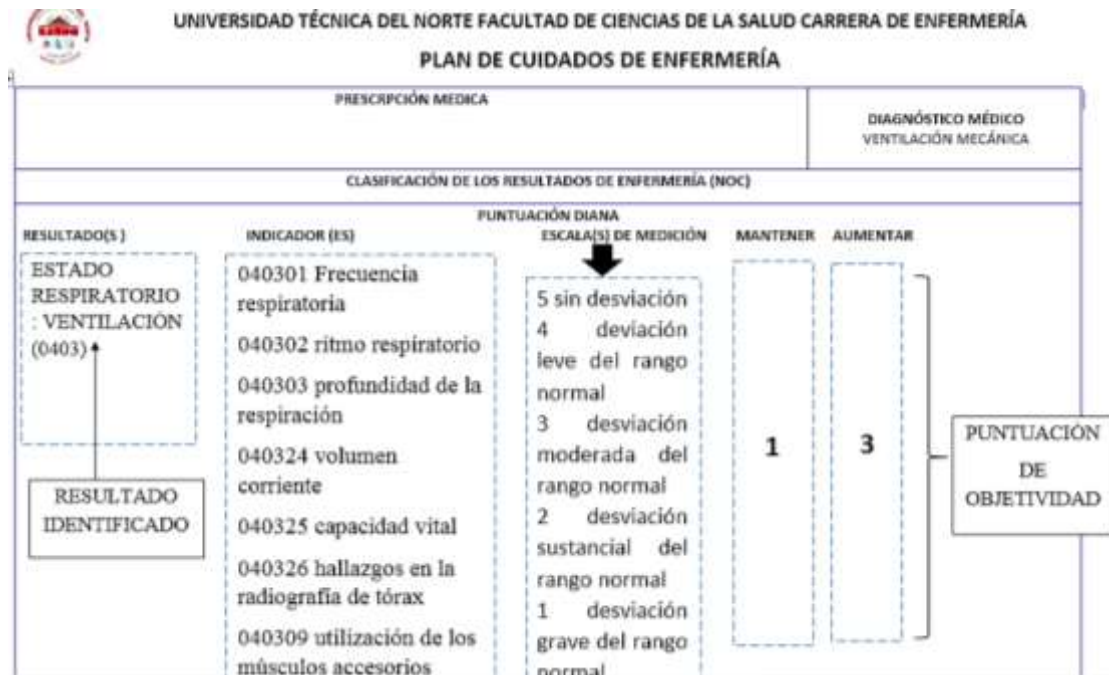 UNIVERSIDAD TÉCNICA DEL NORTE FACULTAD DE CIENCIAS DE LA SALUD CARRERA DE ENFERMERÍA
PLAN DE CUIDADOS DE ENFERMERÍA
PRESCRPCIÓN MEDICA
DIAGNÓSTICO MÉDICO
VENTILACIÓN MECÁNICA
CLASIFICACIÓN DE LOS RESULTADOS DE ENFERMERÍA (NOC)
PUNTUACIÓN DIANA
RESULTADO(S )
INDICADOR (ES)
ESCALA(S) DE MEDICIÓN
MANTENER
AUMENTAR
ESTADO
RESPIRATORIO
: VENTILACIÓN
(0403)
RESULTADO
IDENTIFICADO
040301 Frecuencia
respiratoria
040302 ritmo respiratorio
040303 profundidad de la
respiración
040324 volumen
corriente
040325 capacidad vital
040326 hallazgos en la
radiografía de tórax
040309 utilización de los
músculos accesorios
5 sin desviación
4 deviación
leve del rango
normal
3 desviación
moderada del
rango normal
2 desviación
sustancial del
rango normal
1 desviación
grave del rango
normal
1
3
PUNTUACIÓN
DE
OBJETIVIDAD